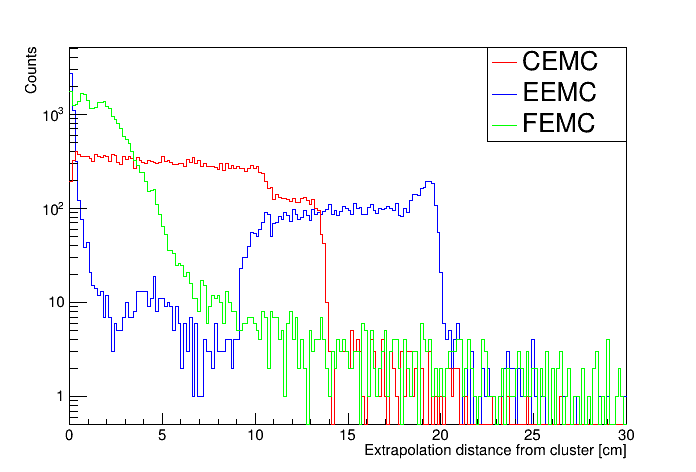 Counts
CEMC
EEMC
FEMC
10³
10²
10
1
0 5 10 15 20 25 30
Extrapolation distance from cluster [cm]